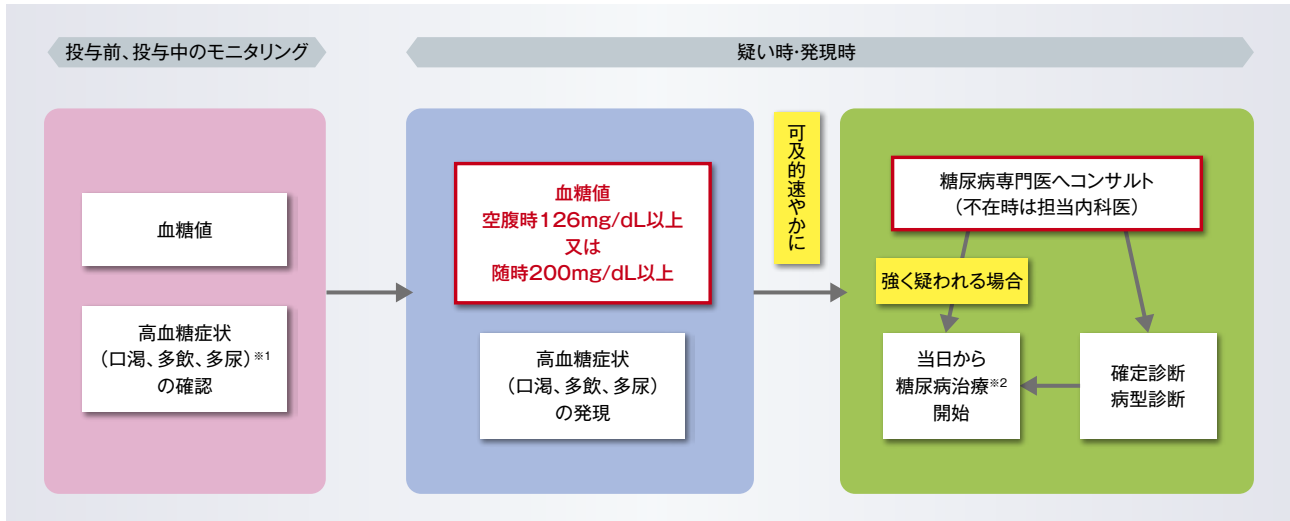 投与前、投与中のモニタリング
疑い時・発現時
血糖値
高血糖症状
（口渇、多飲、多尿）※1
の確認
血糖値
空腹時126mg/dL以上
又は
随時200mg/dL以上
高血糖症状
（口渇、多飲、多尿）
の発現
可及的速やかに
糖尿病専門医へコンサルト
（不在時は担当内科医）
強く疑われる場合
当日から
糖尿病治療※2
開始
確定診断
病型診断